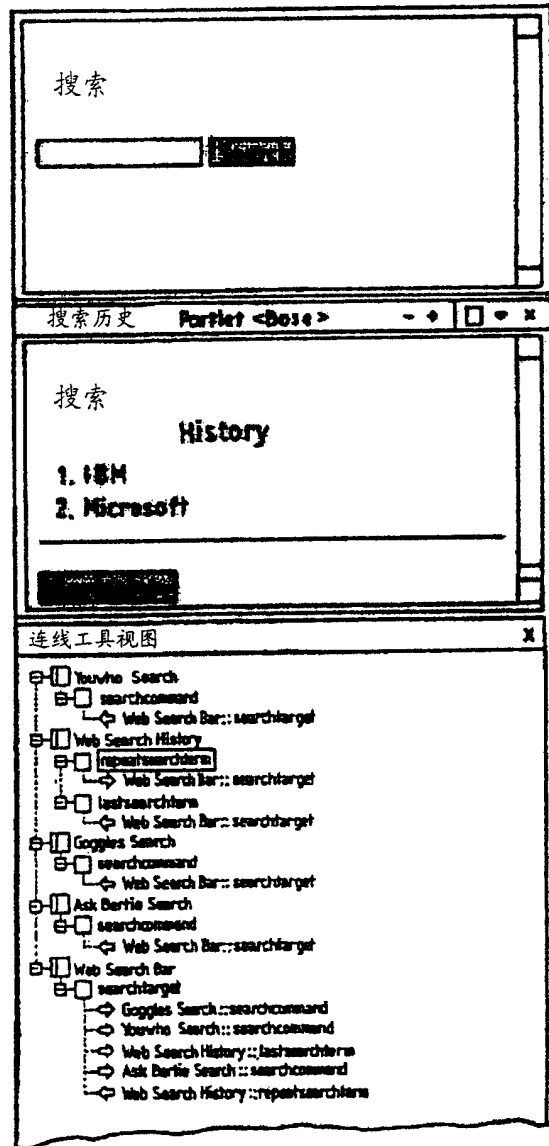 搜索
搜索历史 Portlet <Base> - + x
搜索
History
1. IBM
2. Microsoft
连线工具视图 x
Youwho Search
searchcommand
Web Search Bar::searchtarget
Web Search History
repeatsearchterm
Web Search Bar::searchtarget
lastsearchterm
Web Search Bar::searchtarget
Goggles Search
searchcommand
Web Search Bar::searchtarget
Ask Bertie Search
searchcommand
Web Search Bar::searchtarget
Web Search Bar
searchtarget
Goggles Search::searchcommand
Youwho Search::searchcommand
Web Search History::lastsearchterm
Ask Bertie Search::searchcommand
Web Search History::repeatsearchterm